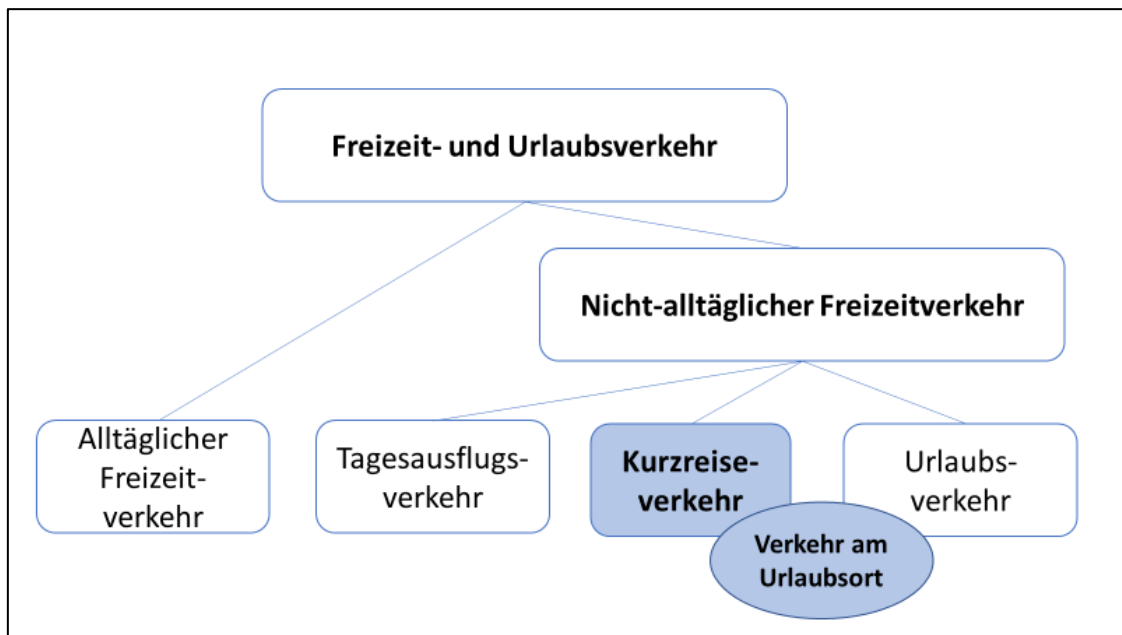 Freizeit- und Urlaubsverkehr
Nicht-alltäglicher Freizeitverkehr
Alltäglicher
Freizeit-
verkehr
Tagesausflugs-
verkehr
Kurzreise-
verkehr
Urlaubs-
verkehr
Verkehr am
Urlaubsort